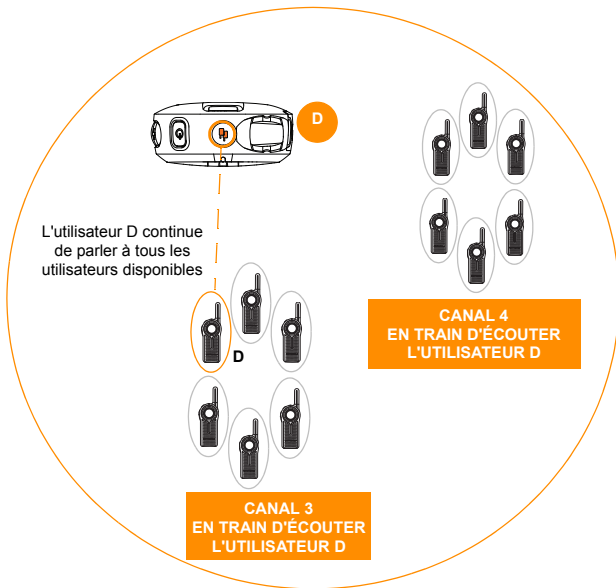 D
L'utilisateur D continue
de parler à tous les
utilisateurs disponibles
D
CANAL 4
EN TRAIN D'ÉCOUTER
L'UTILISATEUR D
CANAL 3
EN TRAIN D'ÉCOUTER
L'UTILISATEUR D